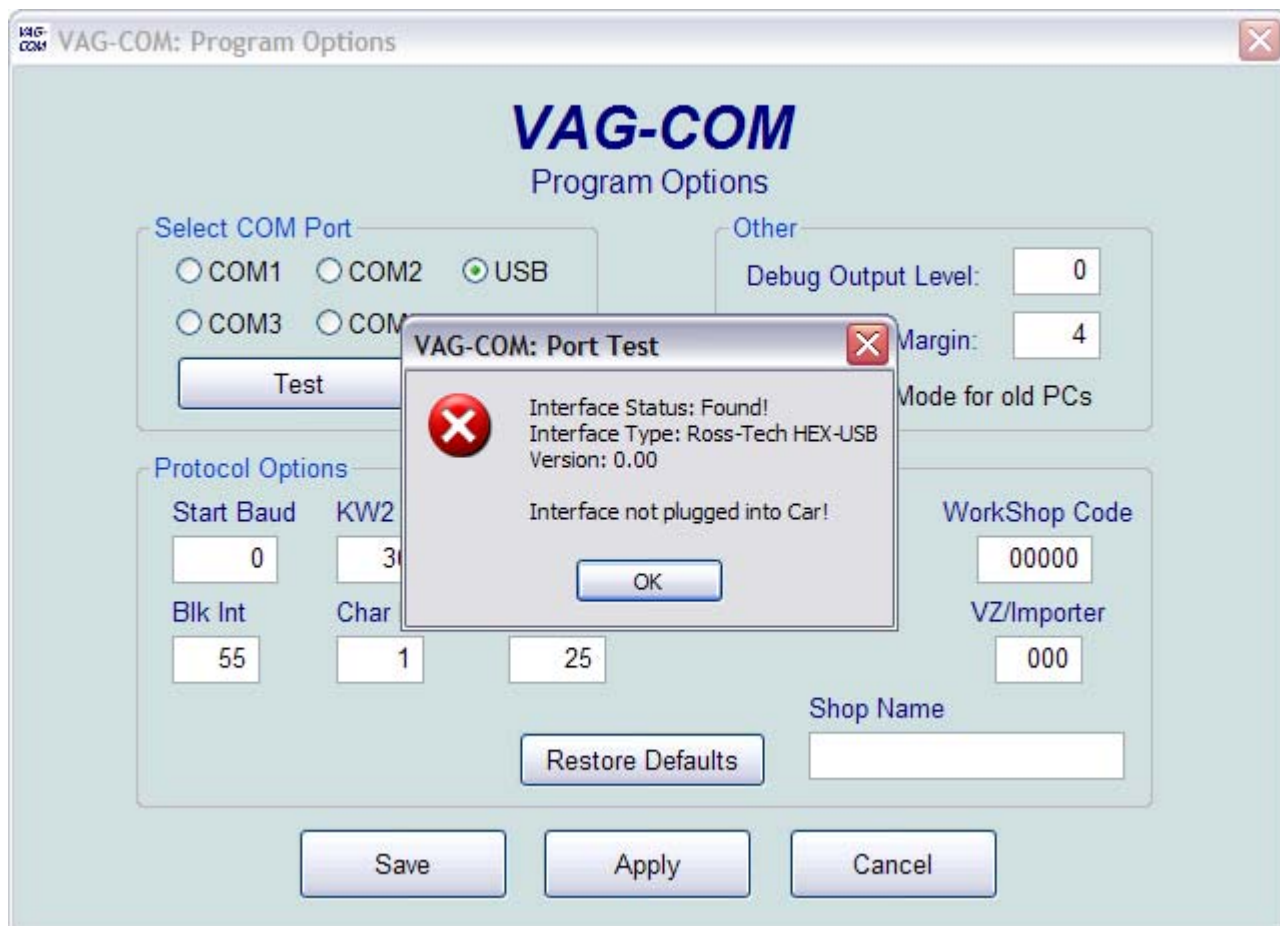 VAG-COM
VAG-COM: Program Options
VAG-COM
Program Options
Select COM Port
COM1 COM2 USB
COM3
Test
Other
Debug Output Level: 0
Margin: 4
Mode for old PCs
VAG-COM: Port Test
Interface Status: Found!
Interface Type: Ross-Tech HEX-USB
Version: 0.00
Interface not plugged into Car!
OK
Protocol Options
Start Baud KW2
0
Blk Int Char
55 1 25
WorkShop Code
00000
VZ/Importer
000
Shop Name
Restore Defaults
Save Apply Cancel